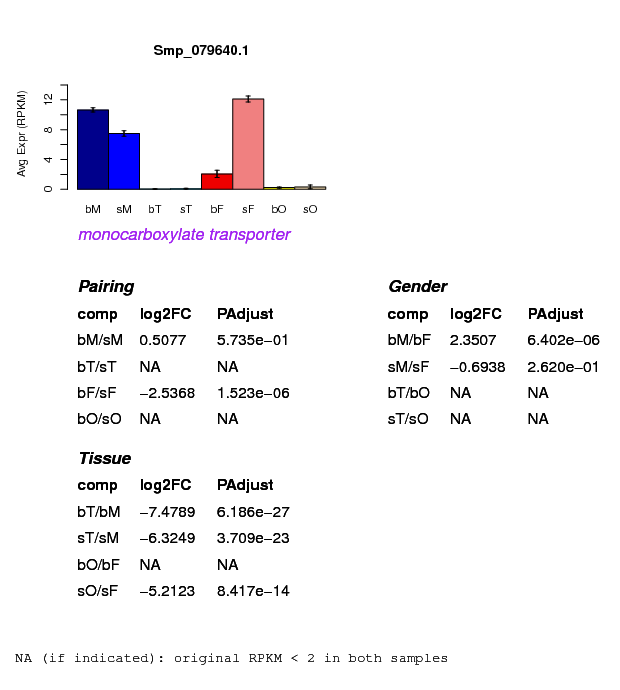 Smp_079640.1
Avg Expr (RPKM)
0 4 8 12
bM sM bT sT bF sF bO sO
monocarboxylate transporter
Pairing
comp log2FC PAdjust
bM/sM 0.5077 5.735e−01
bT/sT NA NA
bF/sF −2.5368 1.523e−06
bO/sO NA NA
Gender
comp log2FC PAdjust
bM/bF 2.3507 6.402e−06
sM/sF −0.6938 2.620e−01
bT/bO NA NA
sT/sO NA NA
Tissue
comp log2FC PAdjust
bT/bM −7.4789 6.186e−27
sT/sM −6.3249 3.709e−23
bO/bF NA NA
sO/sF −5.2123 8.417e−14
NA (if indicated): original RPKM < 2 in both samples